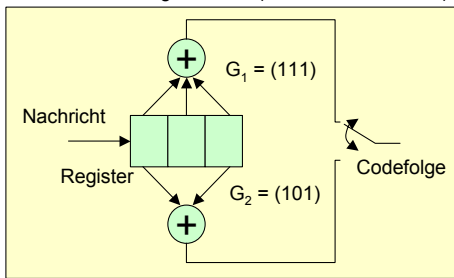 +
G1 = (111)
Nachricht
Register
G2 = (101)
Codefolge
+